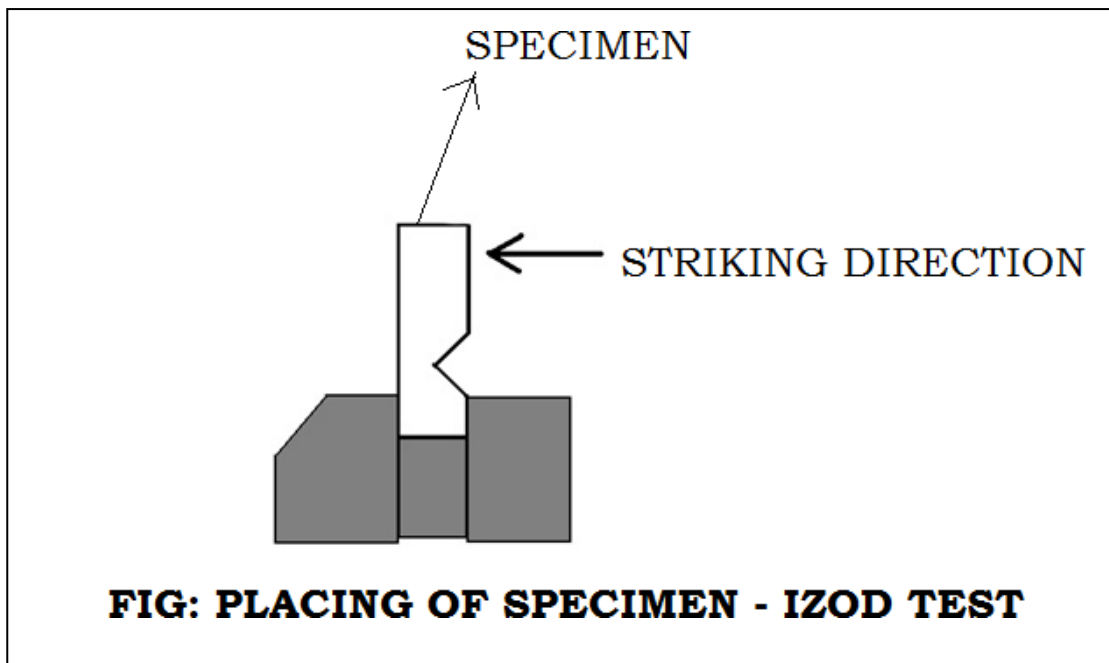 SPECIMEN
STRIKING DIRECTION
FIG: PLACING OF SPECIMEN - IZOD TEST